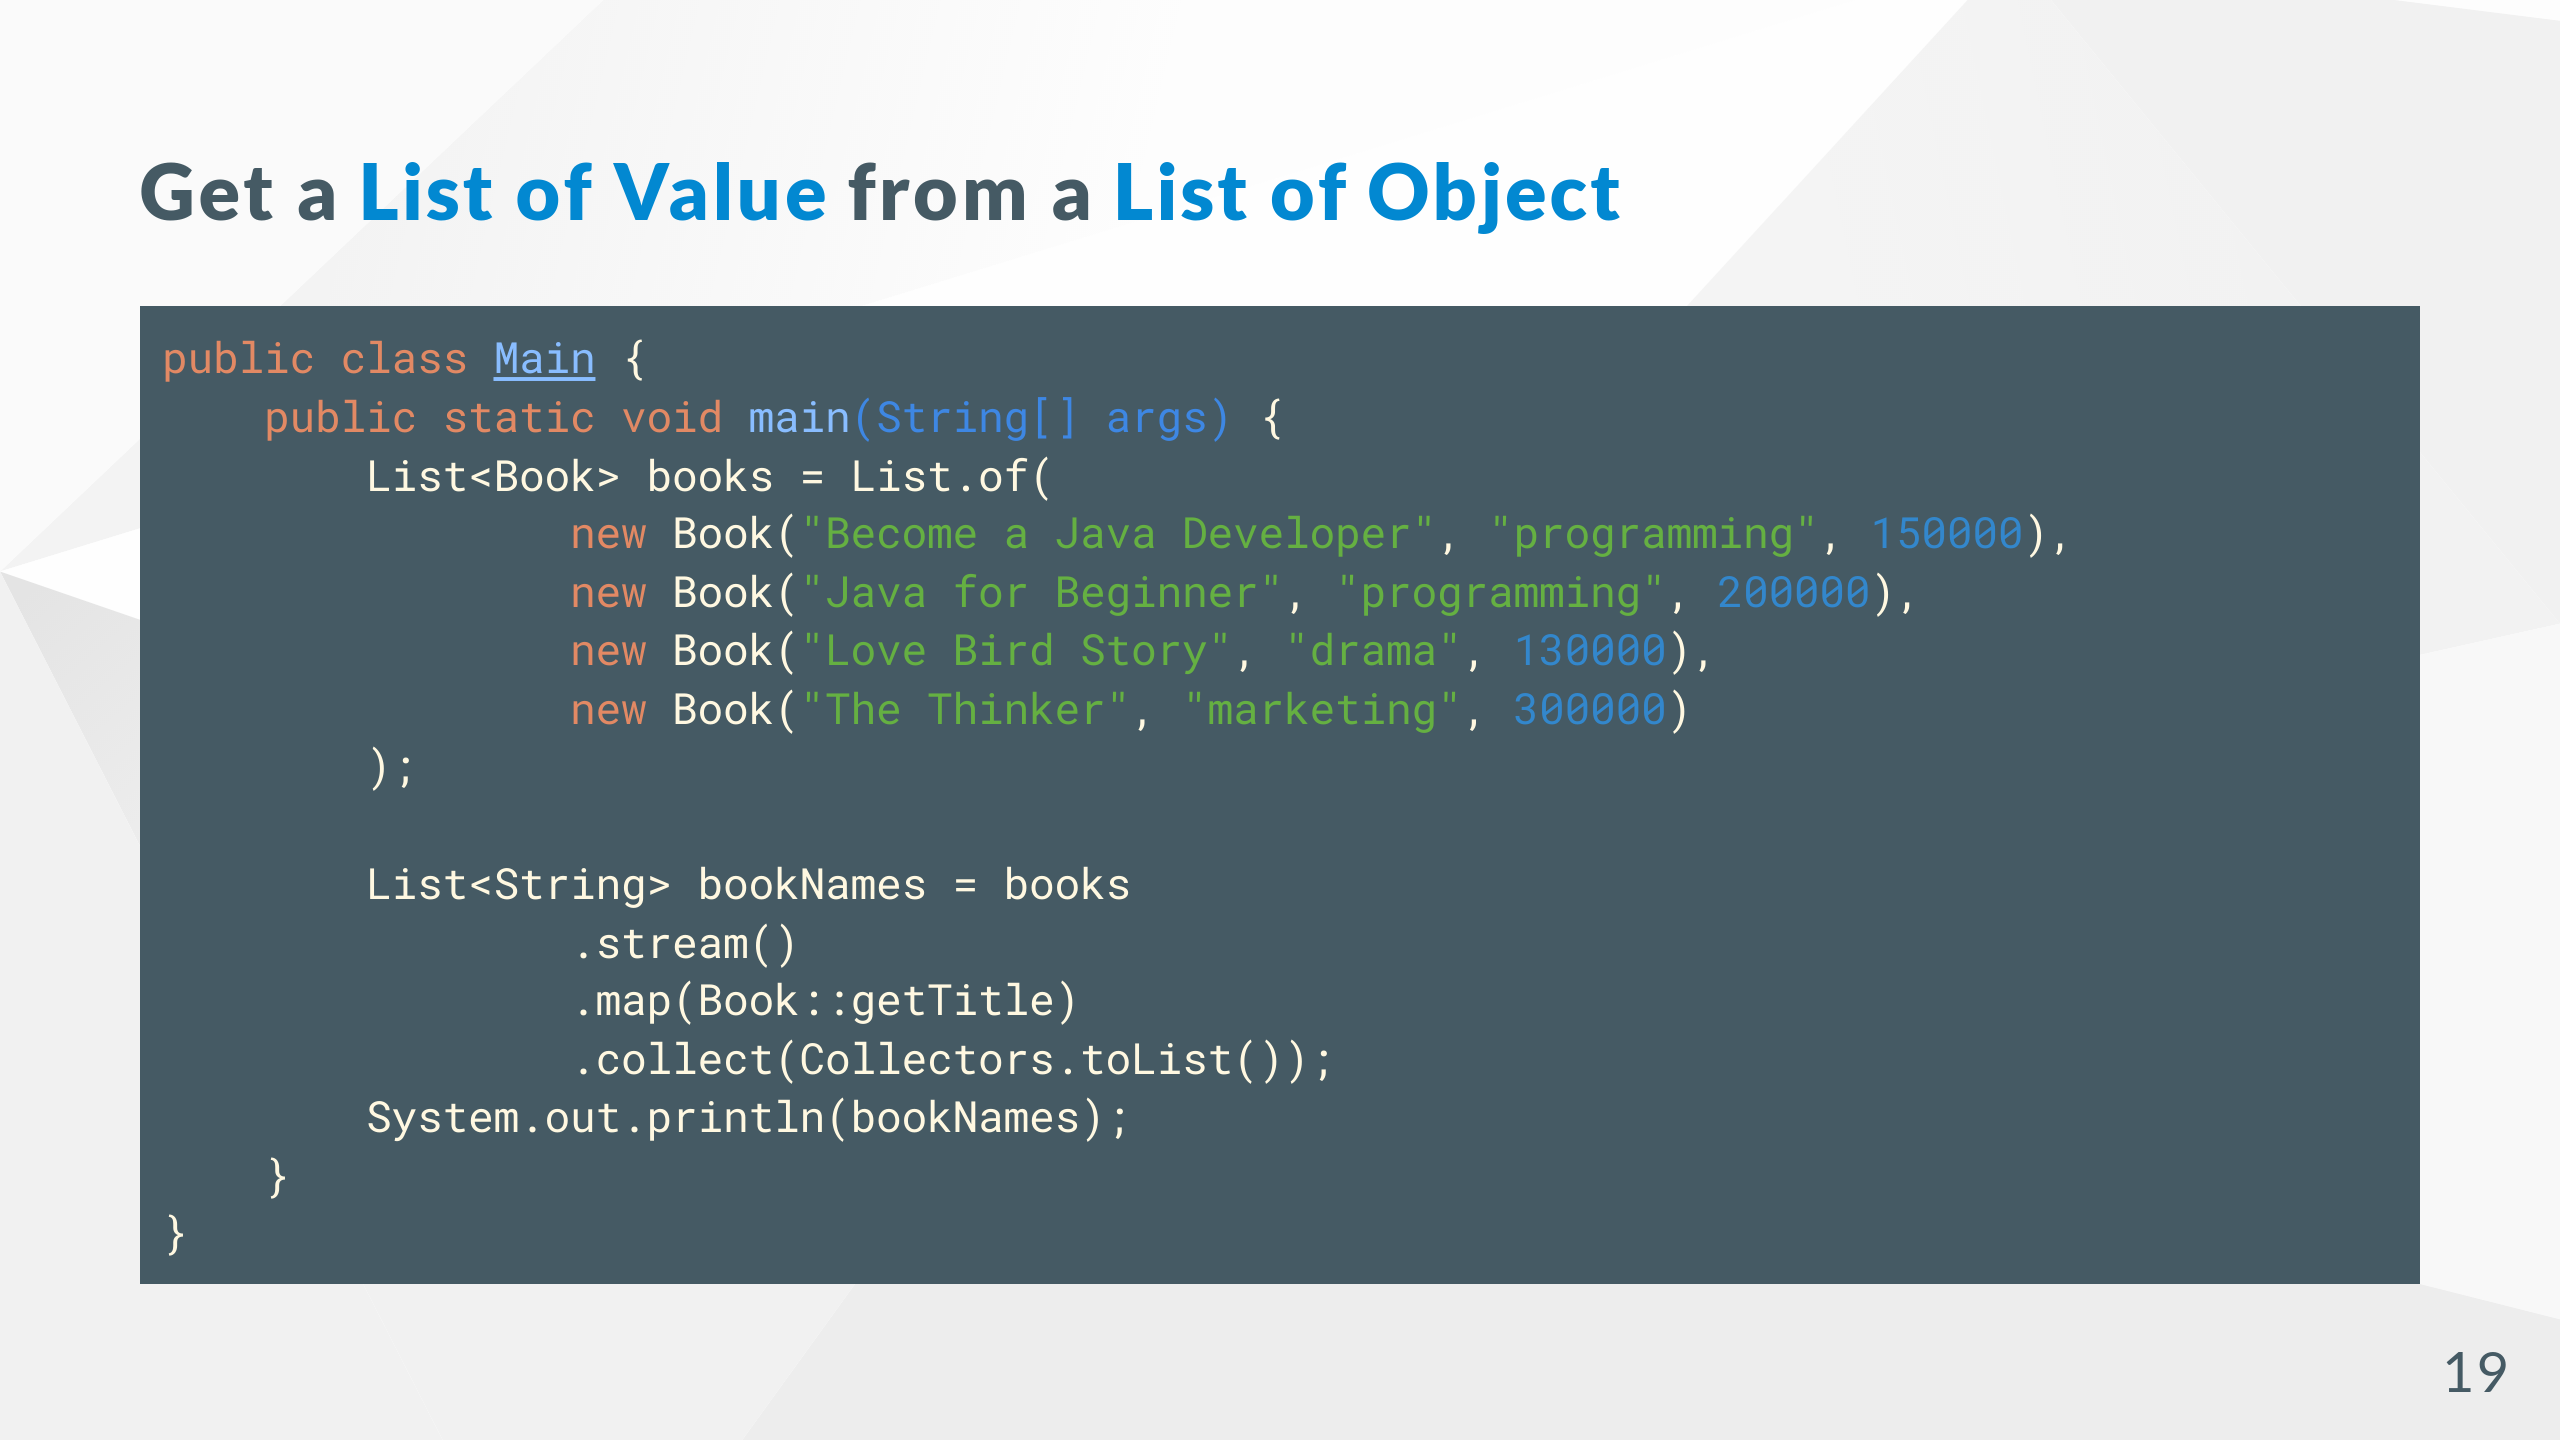 Get a List of Value from a List of Object
public class Main {
    public static void main(String[] args) {
        List<Book> books = List.of(
                new Book("Become a Java Developer", "programming", 150000),
                new Book("Java for Beginner", "programming", 200000),
                new Book("Love Bird Story", "drama", 130000),
                new Book("The Thinker", "marketing", 300000)
        );

        List<String> bookNames = books
                .stream()
                .map(Book::getTitle)
                .collect(Collectors.toList());
        System.out.println(bookNames);
    }
}
19